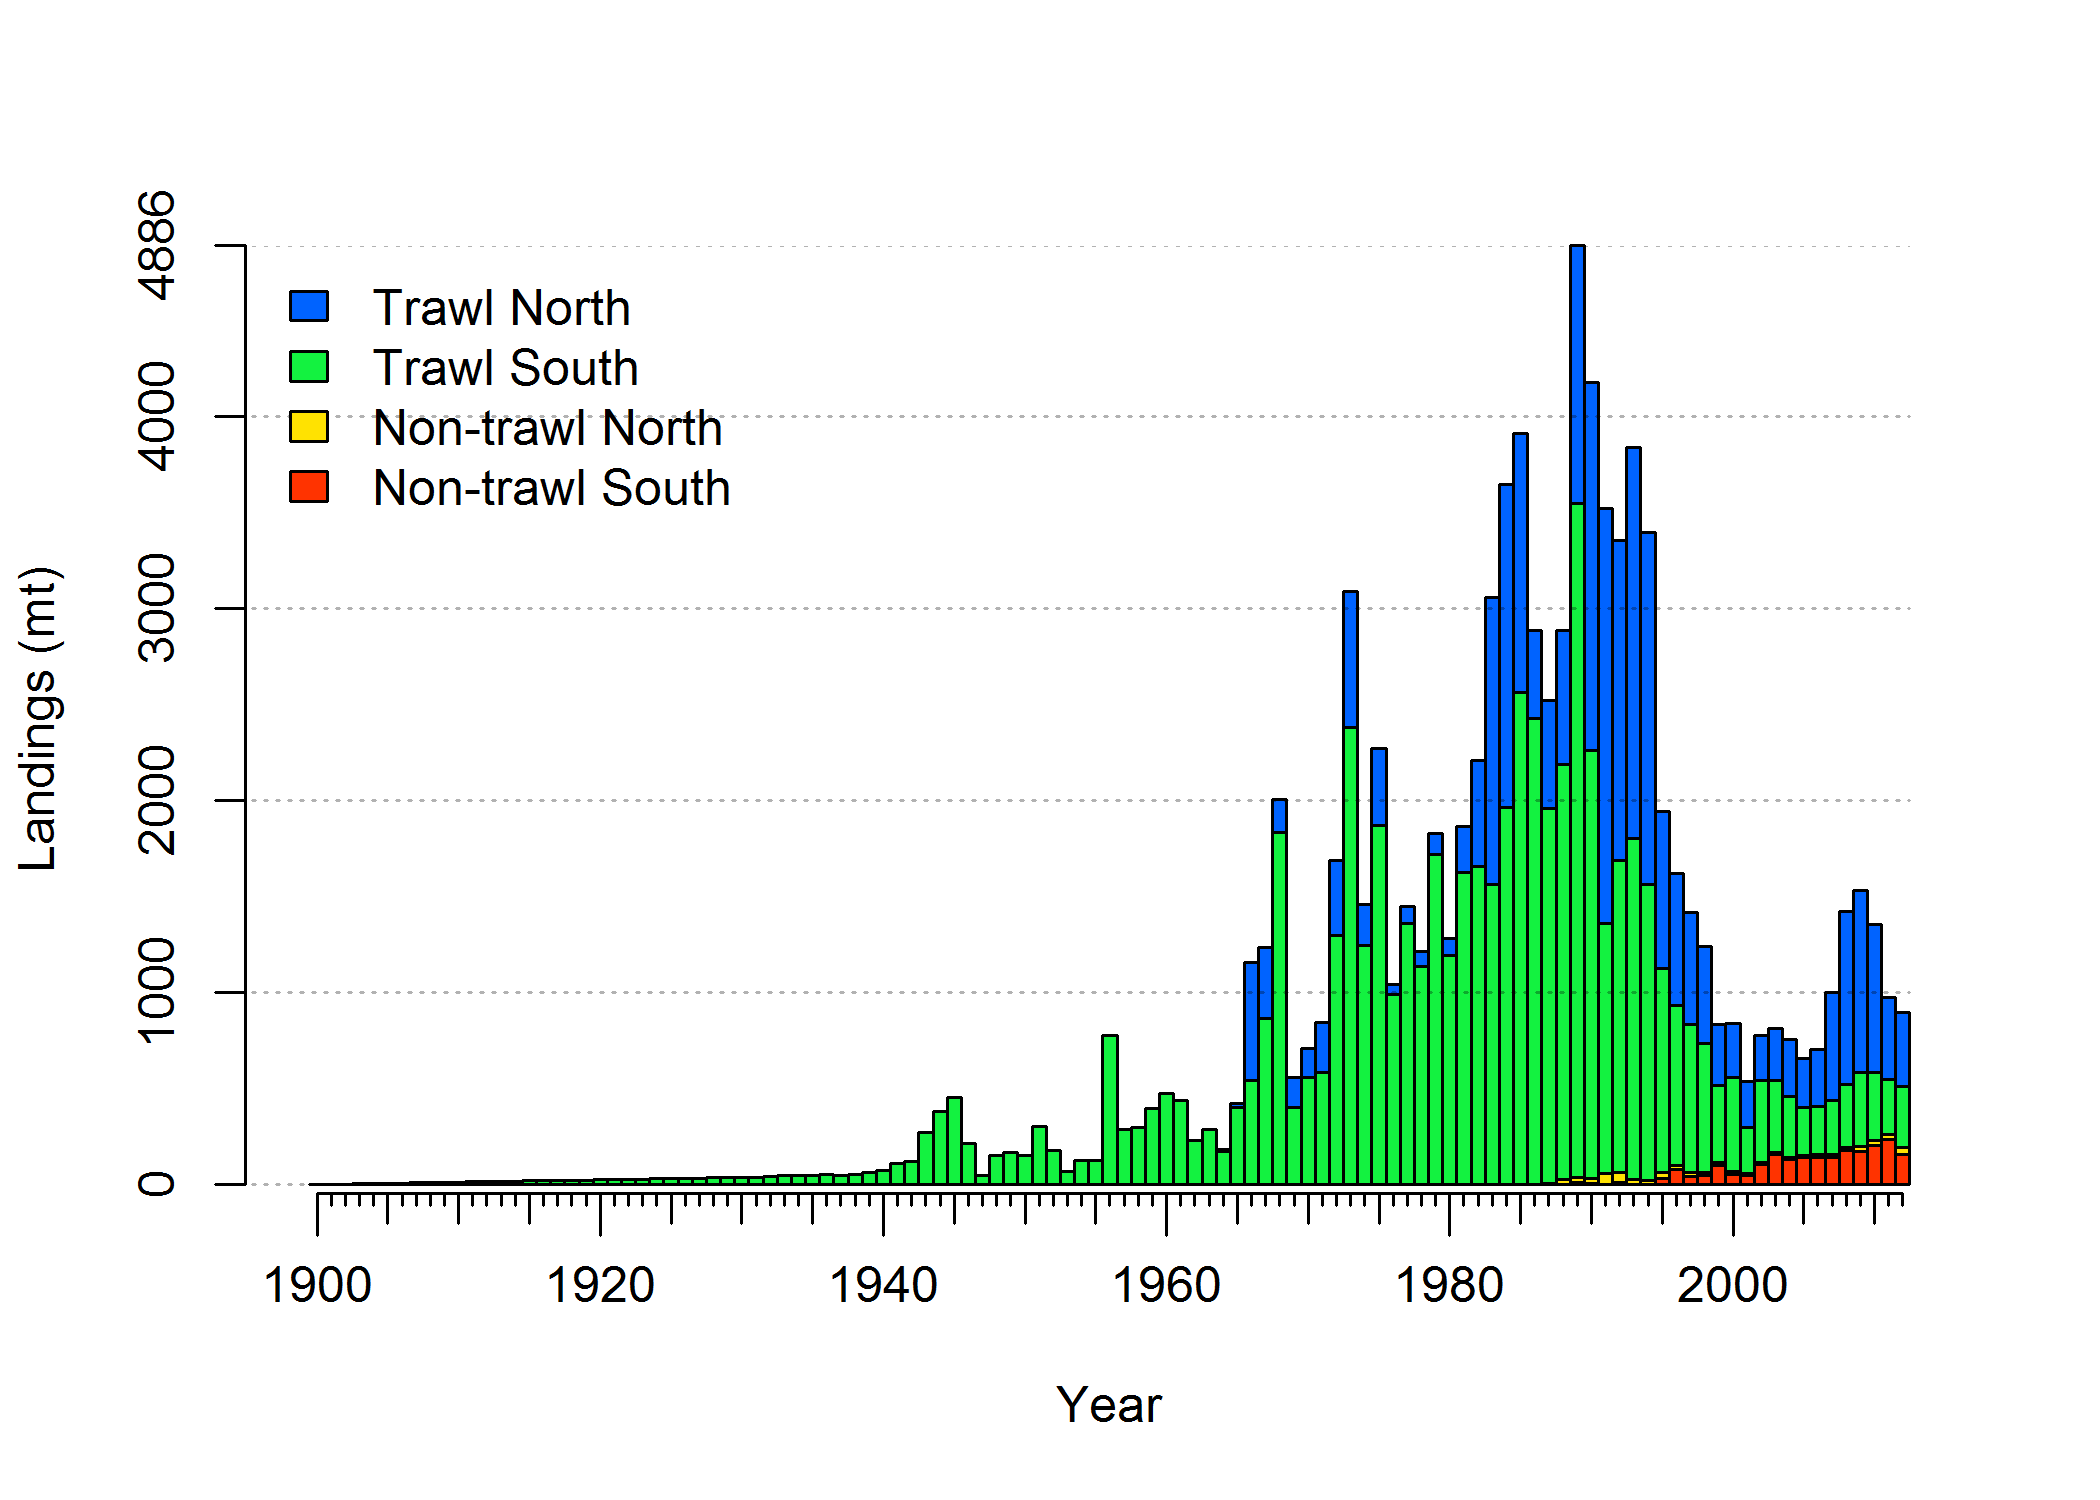 4886
4000
3000
2000
1000
0
Landings (mt)
Trawl North
Trawl South
Non-trawl North
Non-trawl South
1900 1920 1940 1960 1980 2000
Year